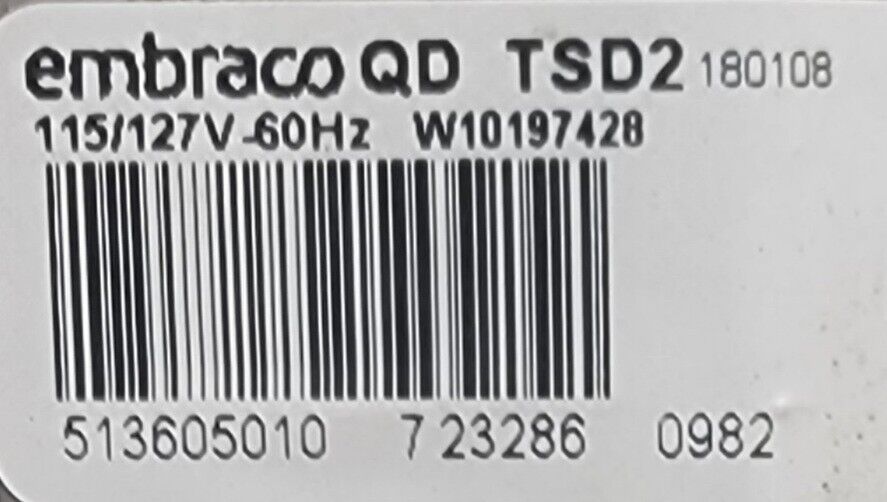 embraco QD TSD2 180108
115/127V-60Hz W10197428
513605010 7 23286 0982